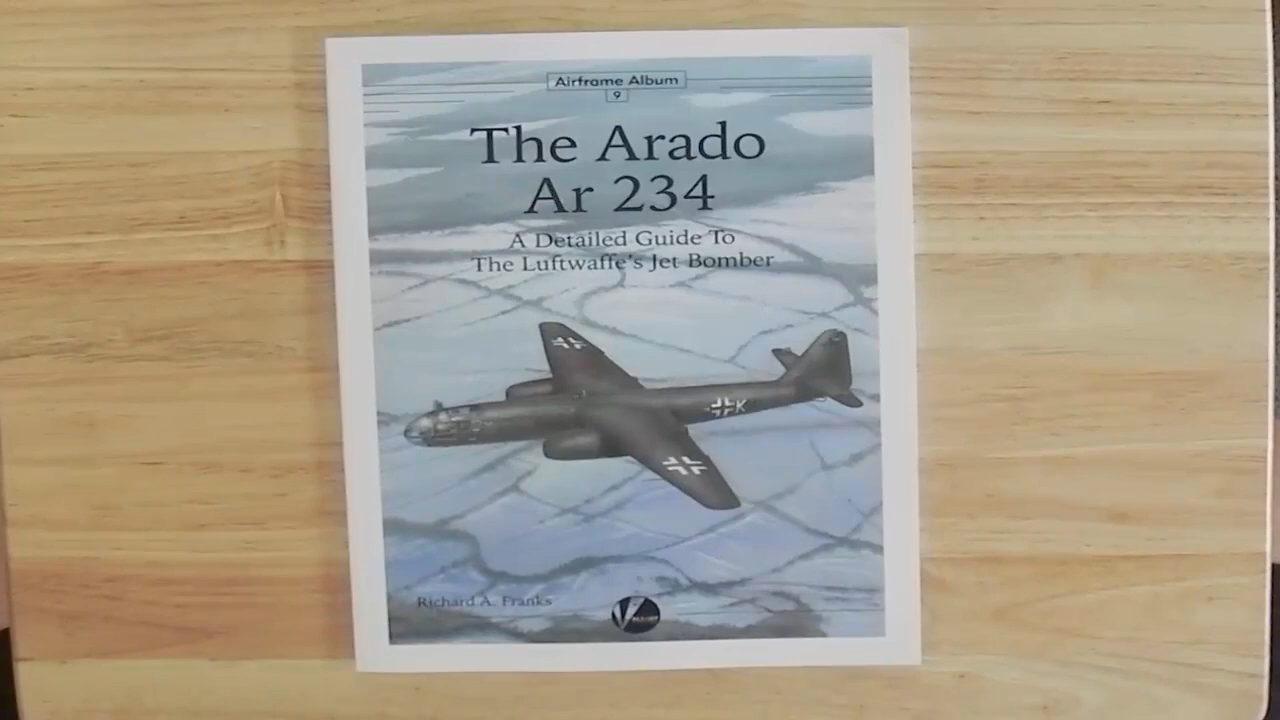 Airframe Album
9
The Arado
Ar 234
A Detailed Guide To
The Luftwaffe's Jet Bomber
K
Richard A. Franks